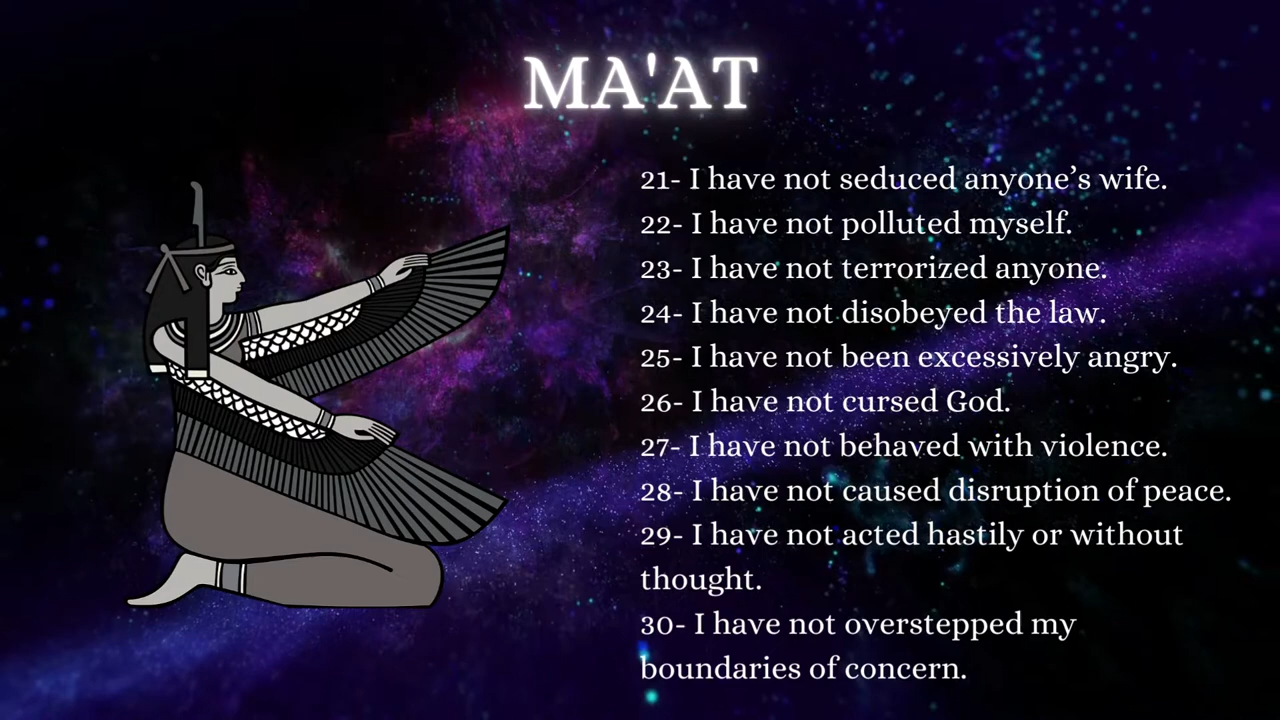 MA'AT
21- I have not seduced anyone’s wife.
22- I have not polluted myself.
23- I have not terrorized anyone.
24- I have not disobeyed the law.
25- I have not been excessively angry.
26- I have not cursed God.
27- I have not behaved with violence.
28- I have not caused disruption of peace.
29- I have not acted hastily or without
thought.
30- I have not overstepped my
boundaries of concern.